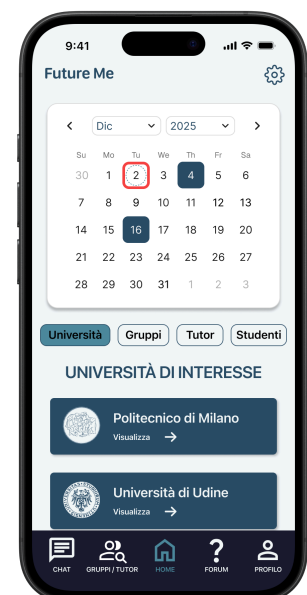 9:41
Future Me
Dic 2025
Su Mo Tu We Th Fr Sa
30 1 2 3 4 5 6
7 8 9 10 11 12 13
14 15 16 17 18 19 20
21 22 23 24 25 26 27
28 29 30 31 1 2 3
Università Gruppi Tutor Studenti
UNIVERSITÀ DI INTERESSE
Politecnico di Milano
Visualizza →
Università di Udine
Visualizza →
CHAT GRUPPI/TUTOR HOME FORUM PROFILO